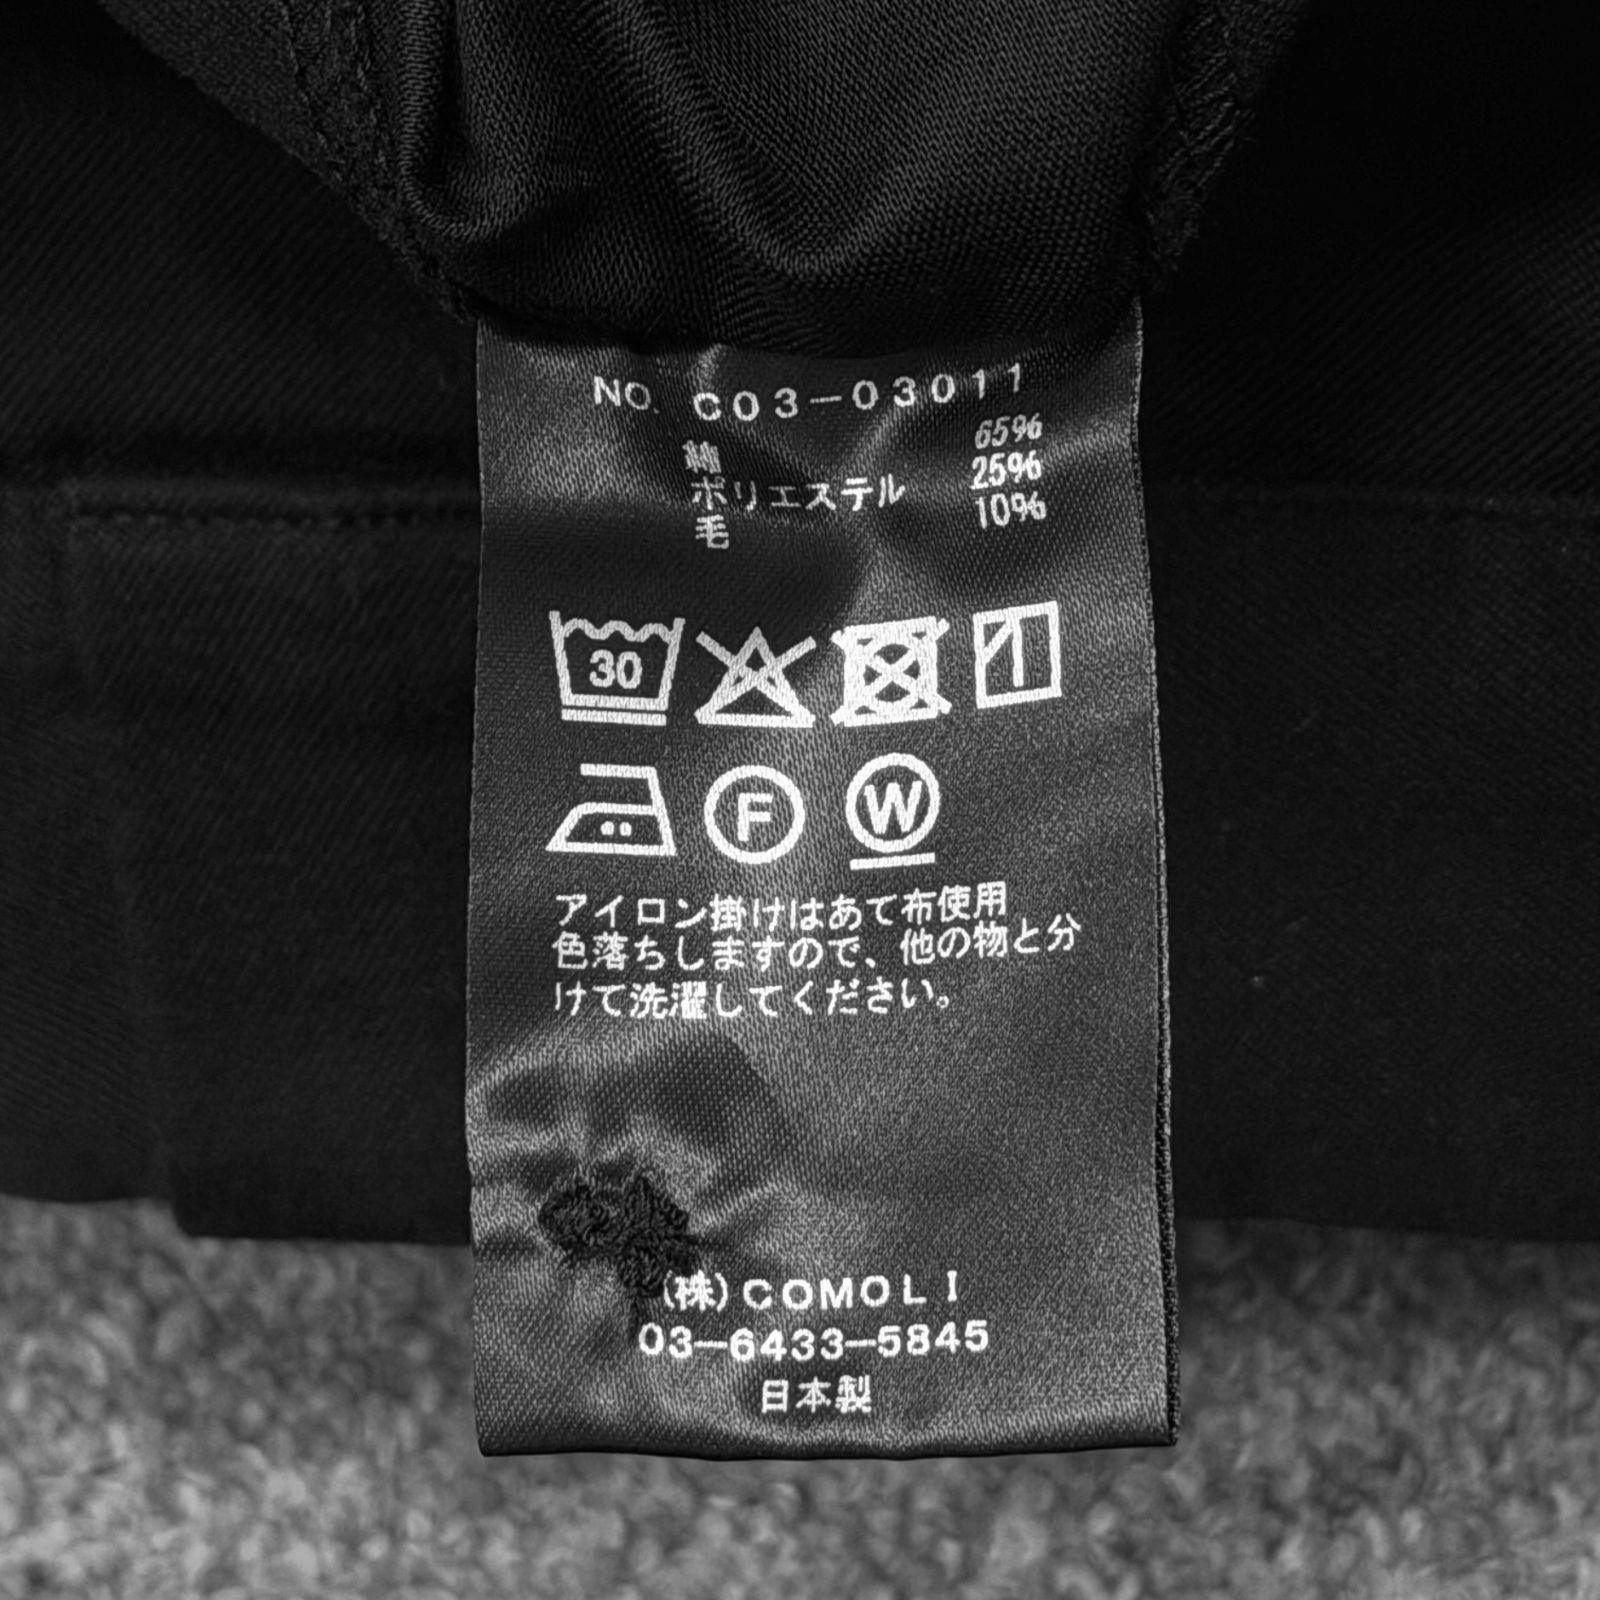 NO. C03-03011
綿 65%
ポリエステル 25%
毛 10%
30
F W
アイロン掛けはあて布使用
色落ちしますので、他の物と分
けて洗濯してください。
(株)COMOLI
03-6433-5845
日本製